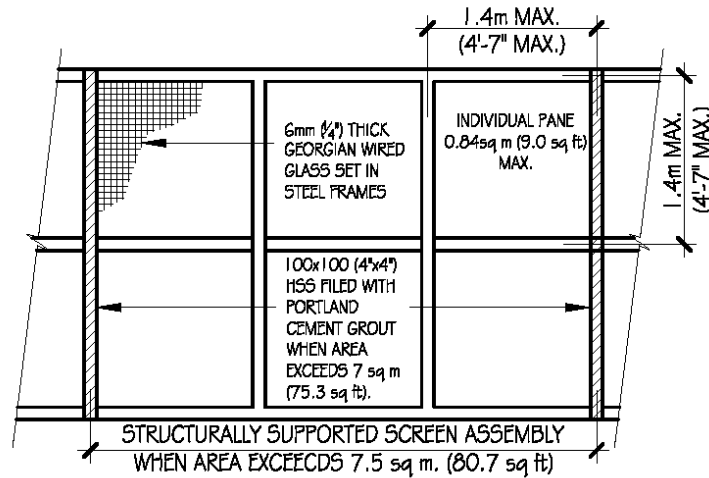 1.4m MAX.
(4'-7" MAX.)
6mm (¼") THICK
GEORGIAN WIRED
GLASS SET IN
STEEL FRAMES
INDIVIDUAL PANE
0.84sq m (9.0 sq ft)
MAX.
1.4m MAX.
(4'-7" MAX.)
100x100 (4"x4")
HSS FILED WITH
PORTLAND
CEMENT GROUT
WHEN AREA
EXCEEDS 7 sq m
(75.3 sq ft).
STRUCTURALLY SUPPORTED SCREEN ASSEMBLY
WHEN AREA EXCEECDS 7.5 sq m. (80.7 sq ft)